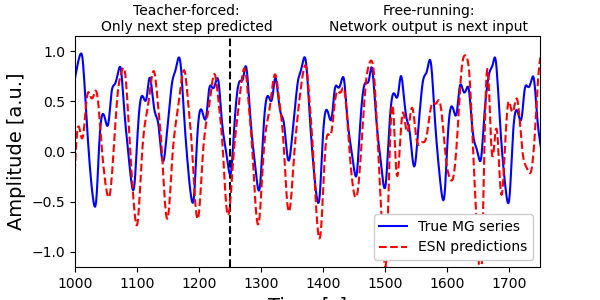 Teacher-forced:
Only next step predicted
Free-running:
Network output is next input
Amplitude [a.u.]
1.0
0.5
0.0
−0.5
−1.0
True MG series
ESN predictions
1000 1100 1200 1300 1400 1500 1600 1700